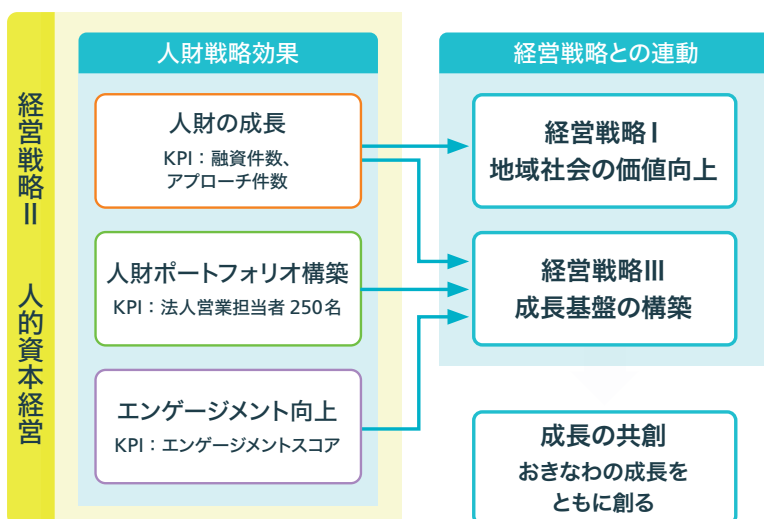 経営戦略Ⅱ 人的資本経営
人財戦略効果
人財の成長
KPI：融資件数、
アプローチ件数
人財ポートフォリオ構築
KPI：法人営業担当者 250名
エンゲージメント向上
KPI：エンゲージメントスコア
経営戦略との連動
経営戦略Ⅰ
地域社会の価値向上
経営戦略Ⅲ
成長基盤の構築
成長の共創
おきなわの成長を
ともに創る